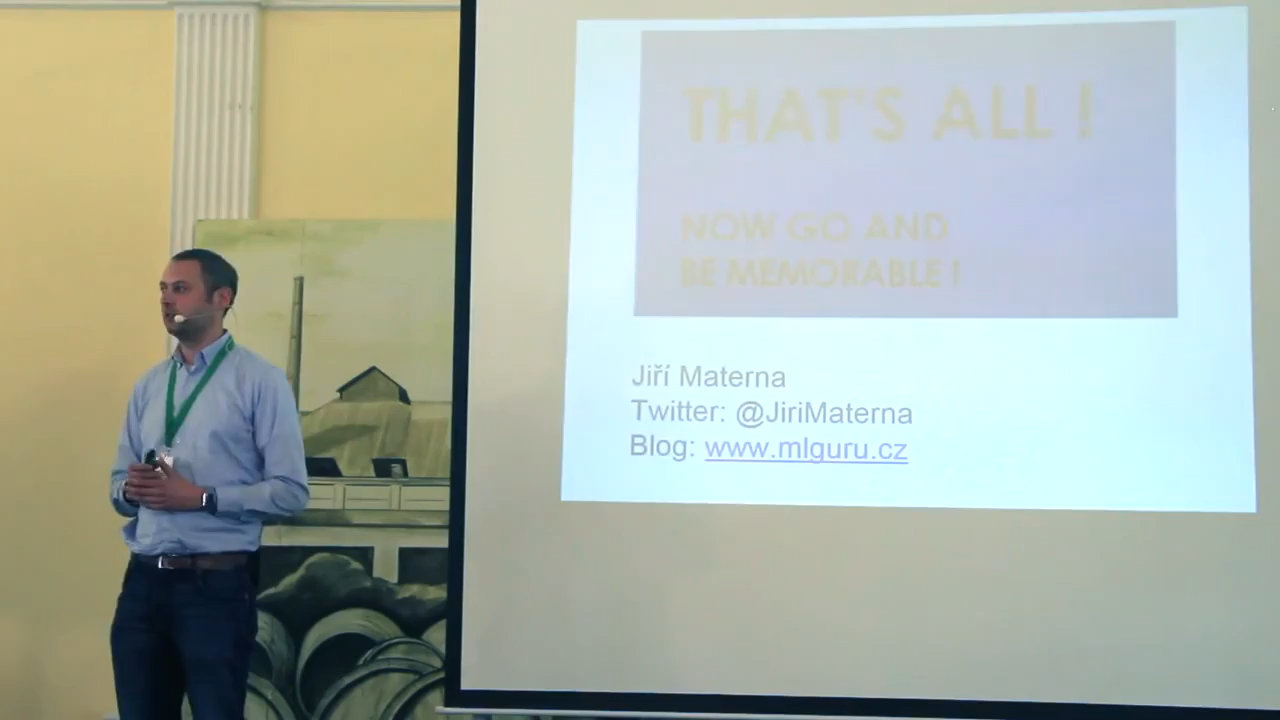 THAT'S ALL !
NOW GO AND
BE MEMORABLE !
Jiří Materna
Twitter: @JiriMaterna
Blog: www.mlguru.cz